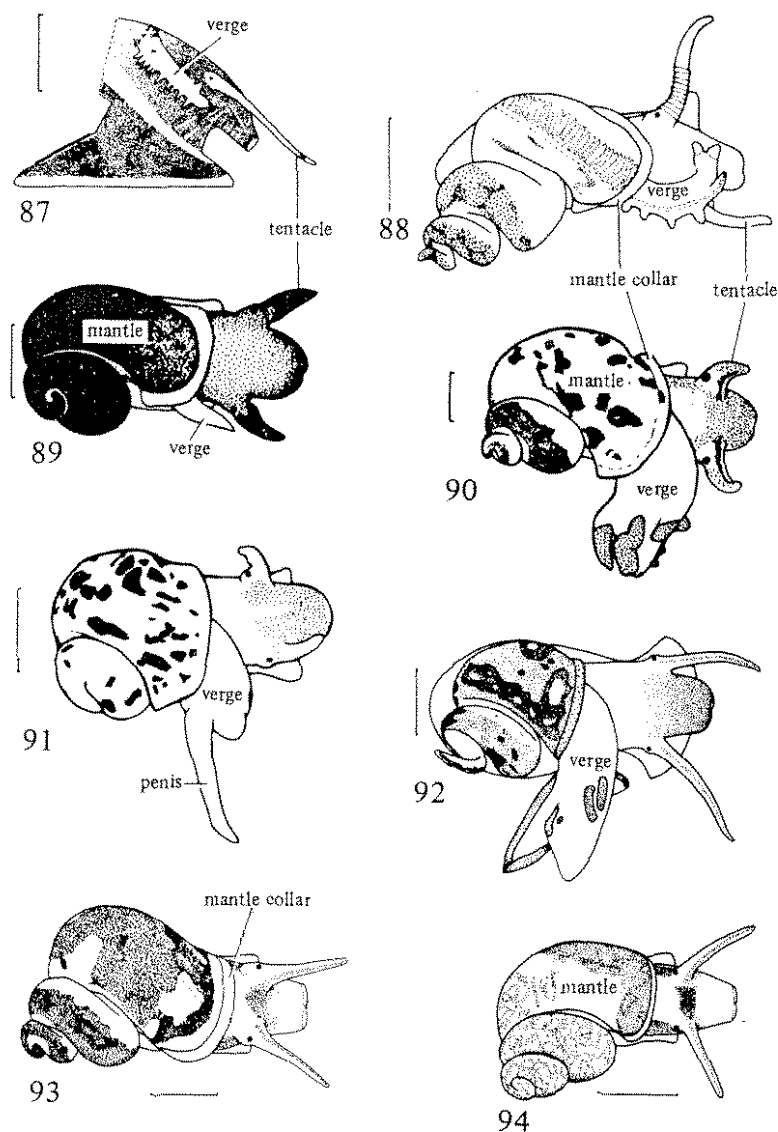 verge
87
tentacle
verge
88
mantle collar
tentacle
mantle
verge
89
mantle
verge
90
verge
penis
91
verge
92
mantle collar
93
mantle
94